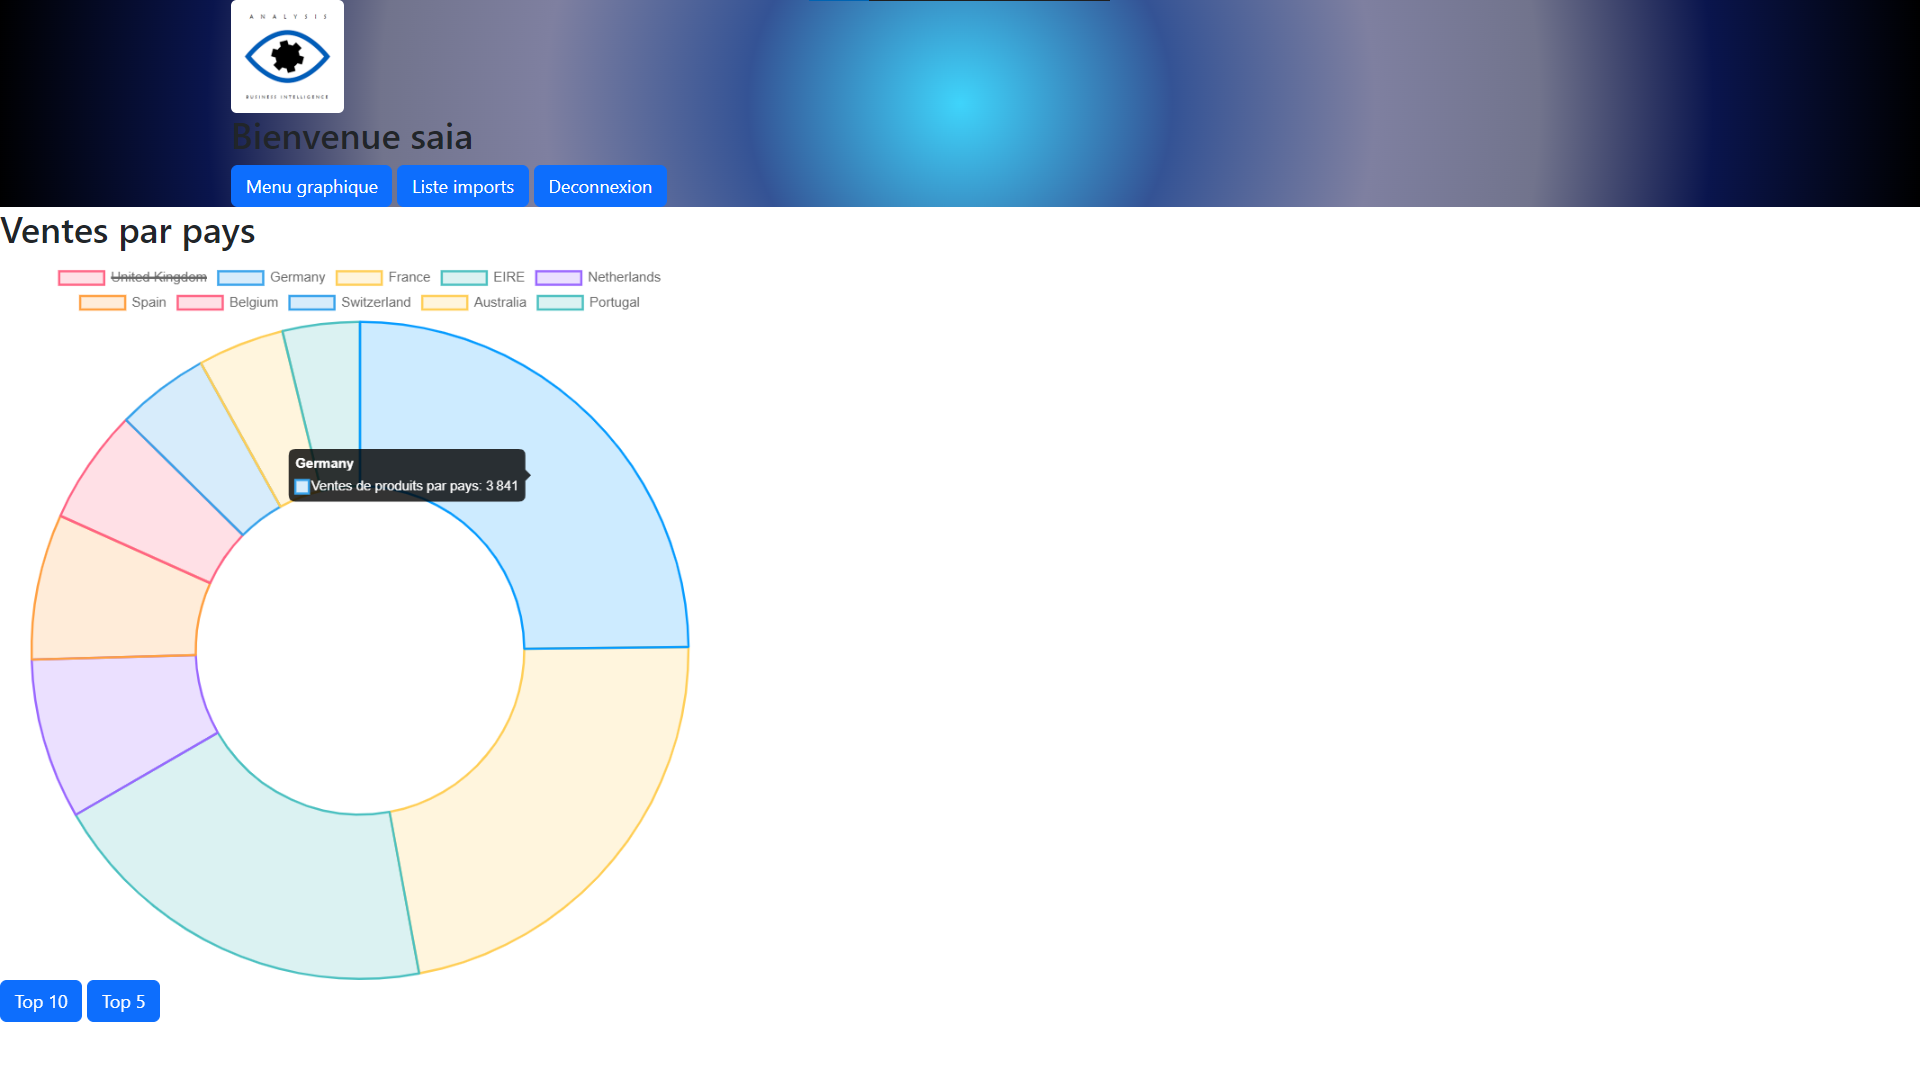 ANALYSIS
BUSINESS INTELLIGENCE
Bienvenue saia
Menu graphique Liste imports Deconnexion
Ventes par pays
United Kingdom Germany France EIRE Netherlands
Spain Belgium Switzerland Australia Portugal
Germany
Ventes de produits par pays: 3 841
Top 10 Top 5